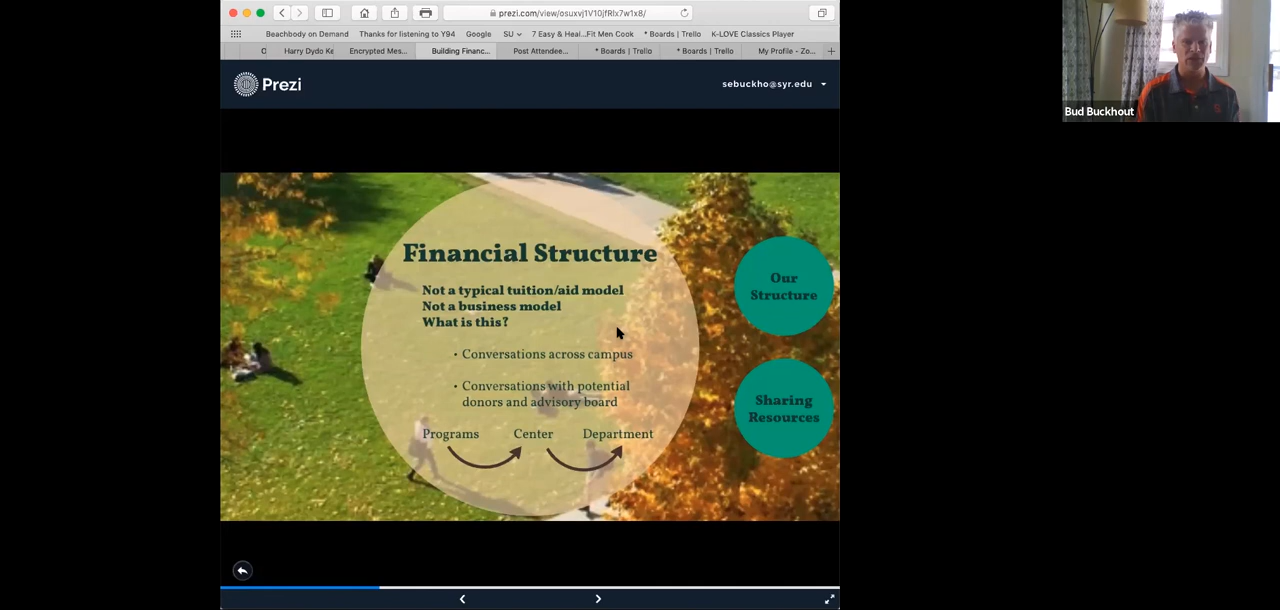 prezi.com/view/osuxvj1V10jfRlx7w1x8/
Beachbody on Demand
Thanks for listening to Y94
Google
SU
7 Easy & Heal...Fit Men Cook
* Boards | Trello
K-LOVE Classics Player
Harry Dydo Ke
Encrypted Mes...
Building Financ...
Post Attendee...
* Boards | Trello
* Boards | Trello
My Profile - Zo...
Prezi
sebuckho@syr.edu
Bud Buckhout
Financial Structure
Not a typical tuition/aid model
Not a business model
What is this?
• Conversations across campus
• Conversations with potential
donors and advisory board
Programs
Center
Department
Our
Structure
Sharing
Resources